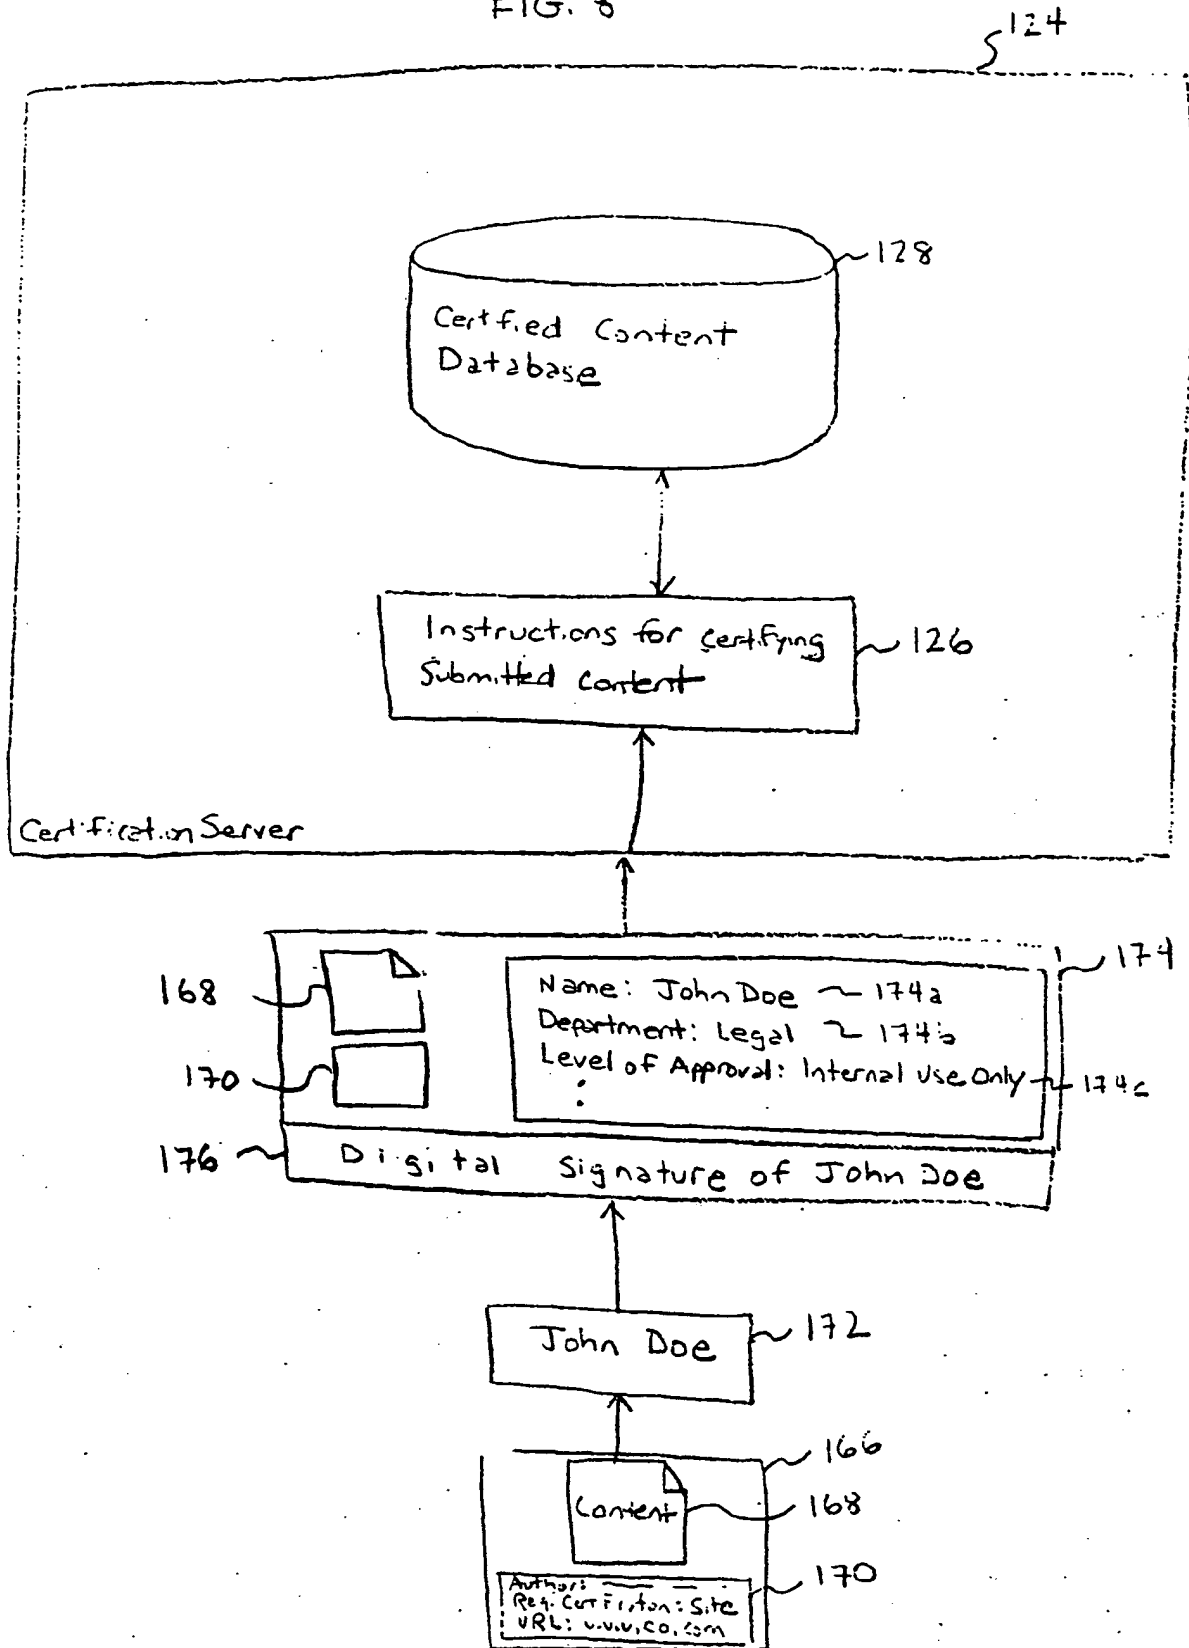 FIG. 8
124
128
Certified Content
Database
Instructions for Certifying
Submitted Content
126
Certification Server
174
168
Name: John Doe 174a
Department: Legal 174b
Level of Approval: Internal Use Only 174c
170
176
Digital Signature of John Doe
John Doe
172
166
Content
168
170
Author:
Req. Certification: Site
URL: w.w.w.co.com